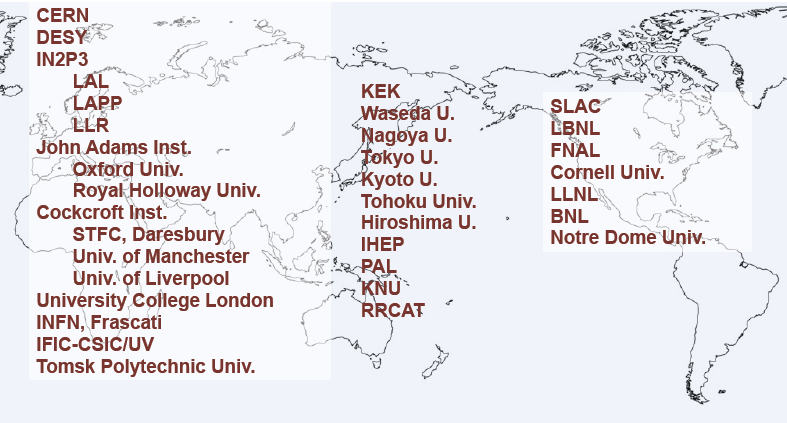 CERN
DESY
IN2P3
LAL
LAPP
LLR
John Adams Inst.
Oxford Univ.
Royal Holloway Univ.
Cockcroft Inst.
STFC, Daresbury
Univ. of Manchester
Univ. of Liverpool
University College London
INFN, Frascati
IFIC-CSIC/UV
Tomsk Polytechnic Univ.
KEK
Waseda U.
Nagoya U.
Tokyo U.
Kyoto U.
Tohoku Univ.
Hiroshima U.
IHEP
PAL
KNU
RRCAT
SLAC
LBNL
FNAL
Cornell Univ.
LLNL
BNL
Notre Dome Univ.